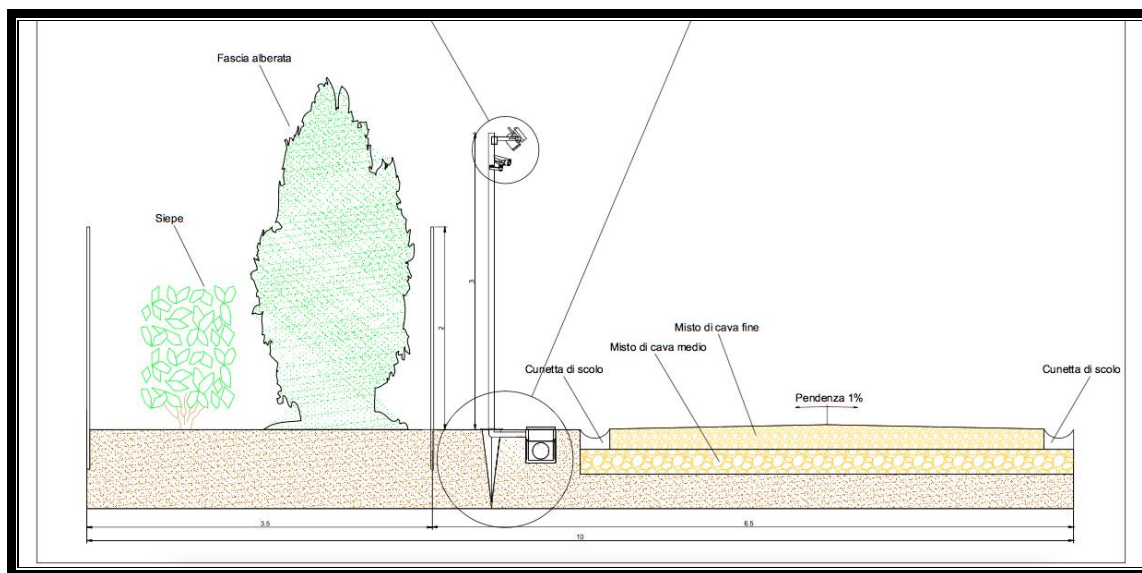 Fascia alberata
Siepe
3
2
Misto di cava fine
Misto di cava medio
Cunetta di scolo
Cunetta di scolo
Pendenza 1%
3.5
6.5
10